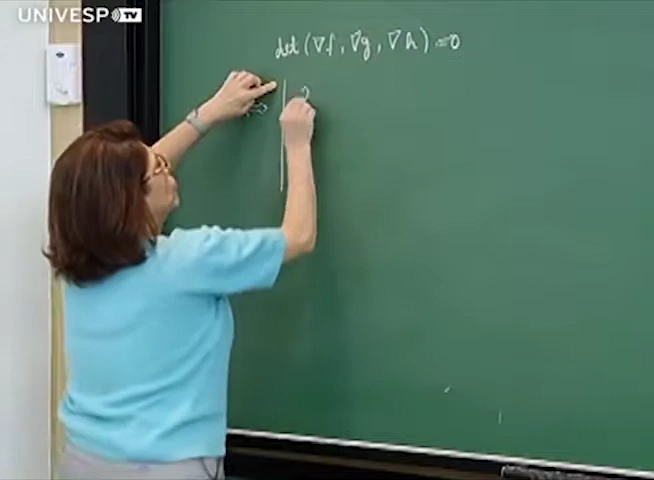 UNIVESP TV
det (∇f, ∇g, ∇h) = 0